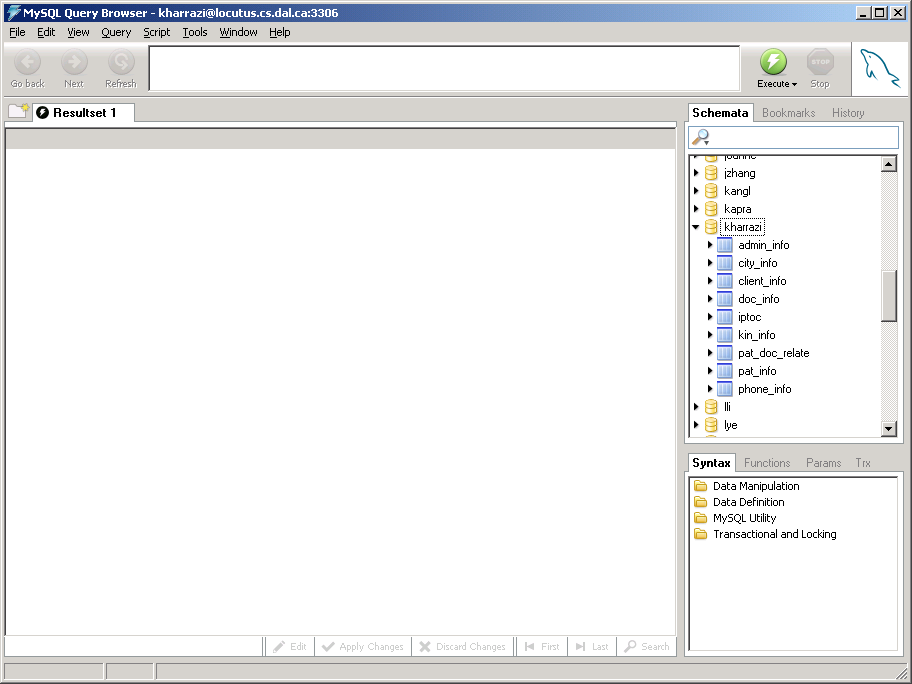 MySQL Query Browser - kharrazi@locutus.cs.dal.ca:3306
File Edit View Query Script Tools Window Help
Go back Next Refresh Execute STOP Stop
Resultset 1
Schemata Bookmarks History
jzhang
kangl
kapra
kharrazi
admin_info
city_info
client_info
doc_info
iptoc
kin_info
pat_doc_relate
pat_info
phone_info
lli
lye
Syntax Functions Params Trx
Data Manipulation
Data Definition
MySQL Utility
Transactional and Locking
Edit Apply Changes Discard Changes First Last Search